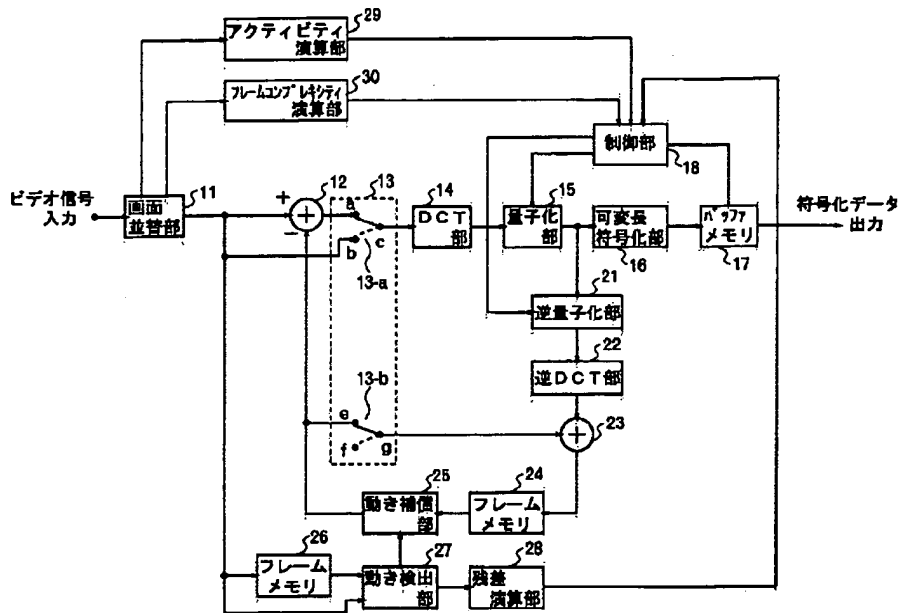 アクティビティ
演算部
29
フレームコンプレキシティ
演算部
30
制御部
18
ビデオ信号
入力
画面
並替部
11
+
−
+
12
13
a
b
c
13-a
DCT
部
14
量子化
部
15
可変長
符号化部
16
バッファ
メモリ
17
符号化データ
出力
逆量子化部
21
逆DCT部
22
+
23
13-b
e
f
g
動き補償
部
25
フレーム
メモリ
24
フレーム
メモリ
26
動き検出
部
27
残差
演算部
28